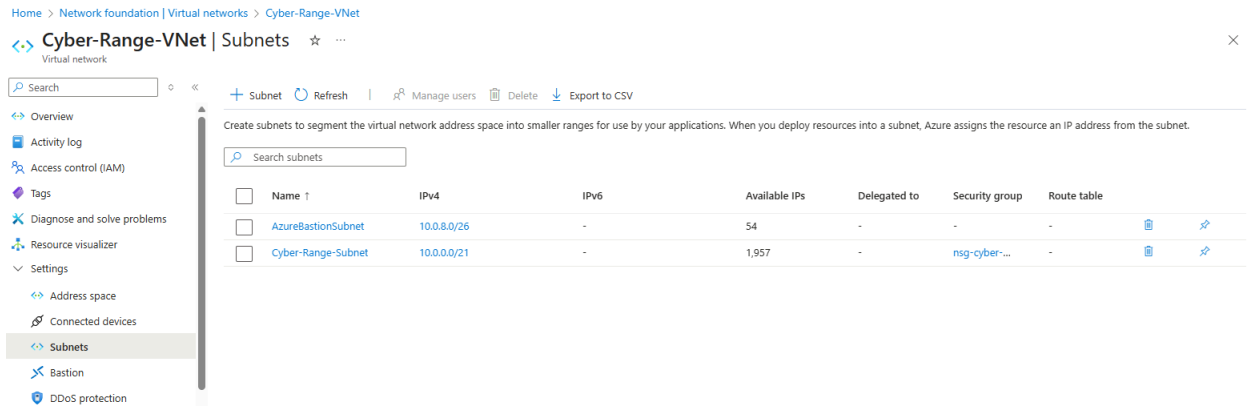 Home > Network foundation | Virtual networks > Cyber-Range-VNet
Cyber-Range-VNet | Subnets
Virtual network
Search
+ Subnet Refresh | Manage users Delete Export to CSV
Overview
Activity log
Access control (IAM)
Tags
Diagnose and solve problems
Resource visualizer
Settings
Address space
Connected devices
Subnets
Bastion
DDoS protection
Create subnets to segment the virtual network address space into smaller ranges for use by your applications. When you deploy resources into a subnet, Azure assigns the resource an IP address from the subnet.
Search subnets
Name ↑ IPv4 IPv6 Available IPs Delegated to Security group Route table
AzureBastionSubnet 10.0.8.0/26 - 54 - - -
Cyber-Range-Subnet 10.0.0.0/21 - 1,957 - nsg-cyber-... -